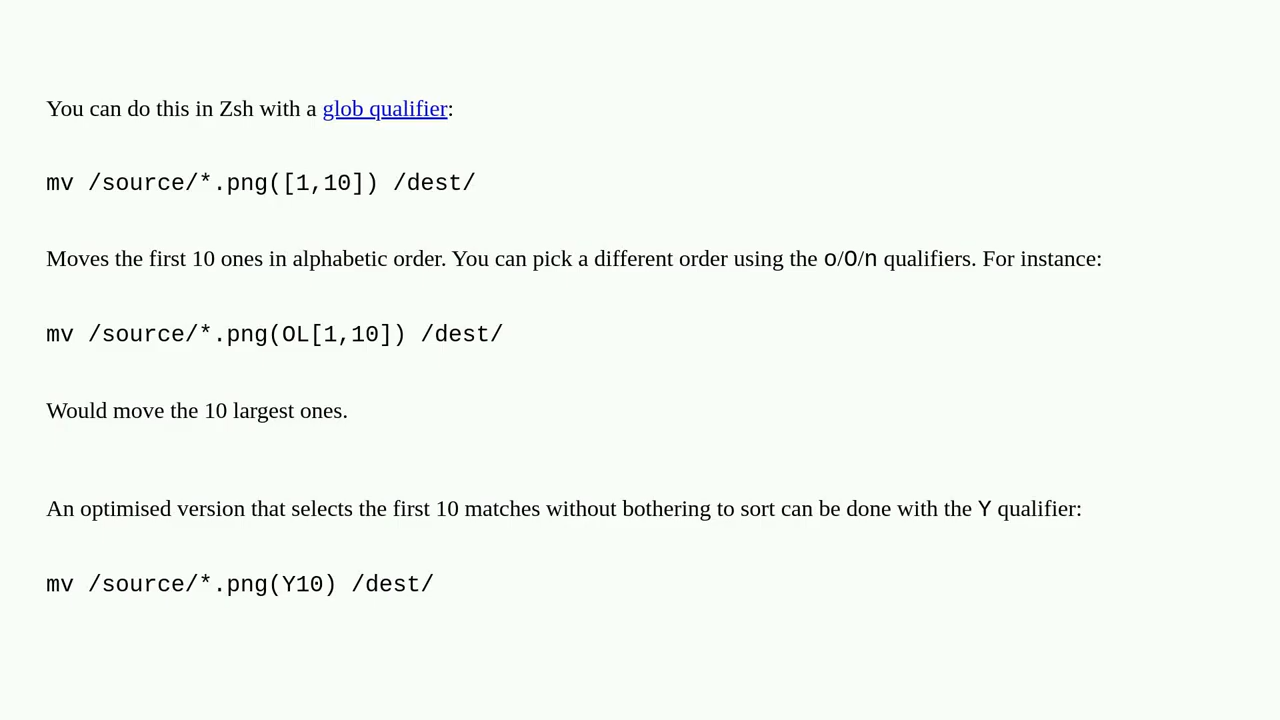 You can do this in Zsh with a glob qualifier:
mv /source/*.png([1,10]) /dest/
Moves the first 10 ones in alphabetic order. You can pick a different order using the o/O/n qualifiers. For instance:
mv /source/*.png(OL[1,10]) /dest/
Would move the 10 largest ones.
An optimised version that selects the first 10 matches without bothering to sort can be done with the Y qualifier:
mv /source/*.png(Y10) /dest/